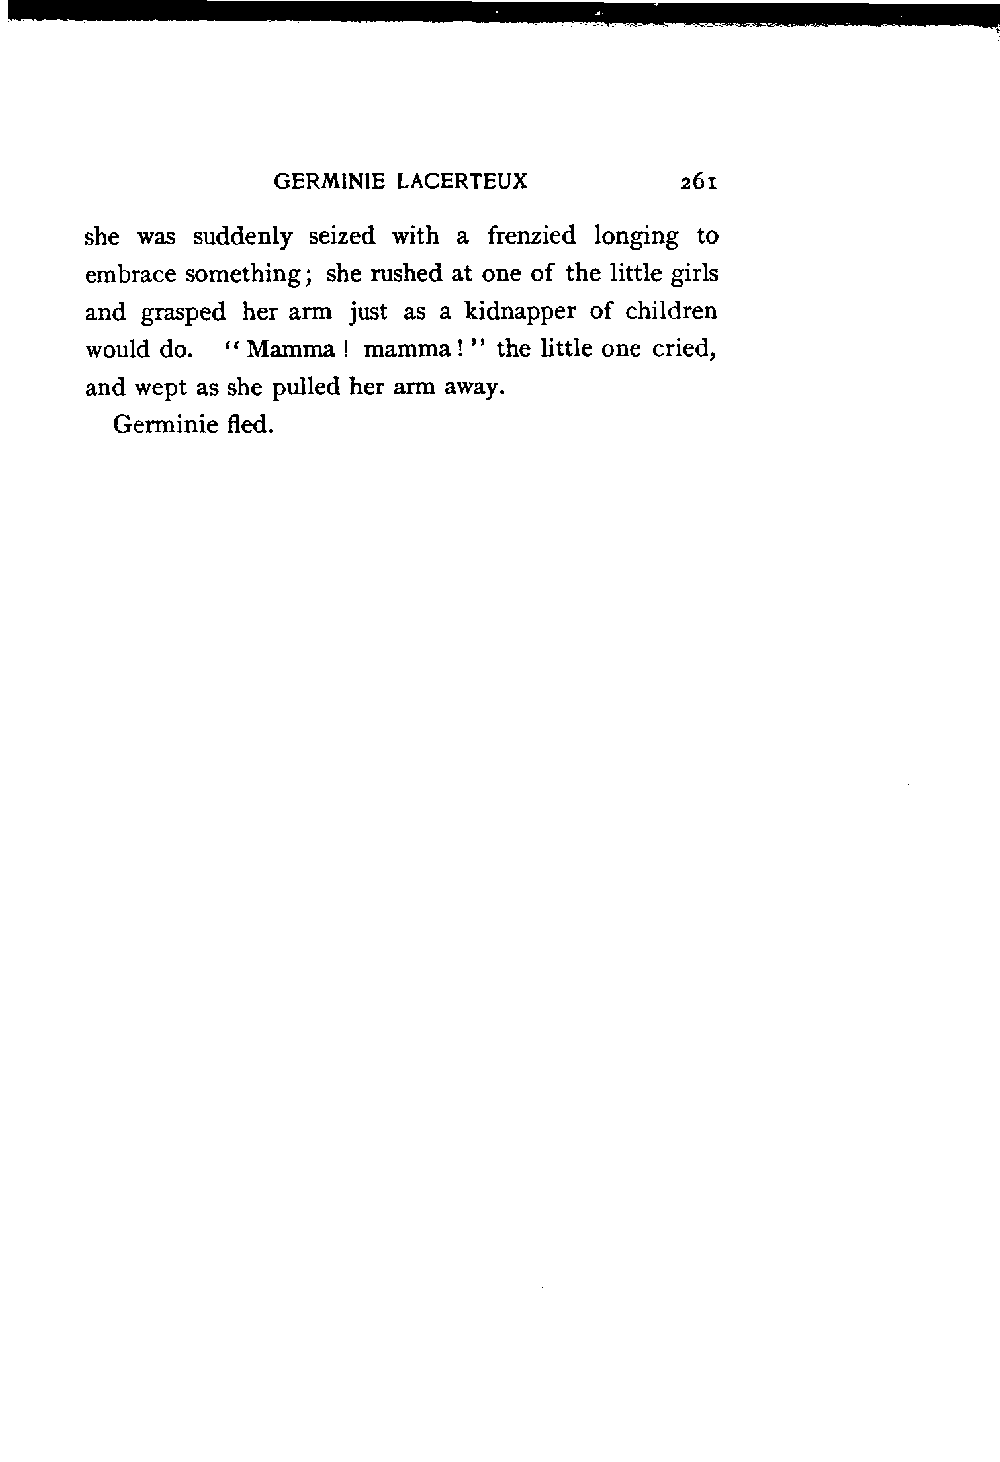 GERMINIE LACERTEUX 261
she was suddenly seized with a frenzied longing to
embrace something; she rushed at one of the little girls
and grasped her arm just as a kidnapper of children
would do. "Mamma! mamma!" the little one cried,
and wept as she pulled her arm away.
Germinie fled.